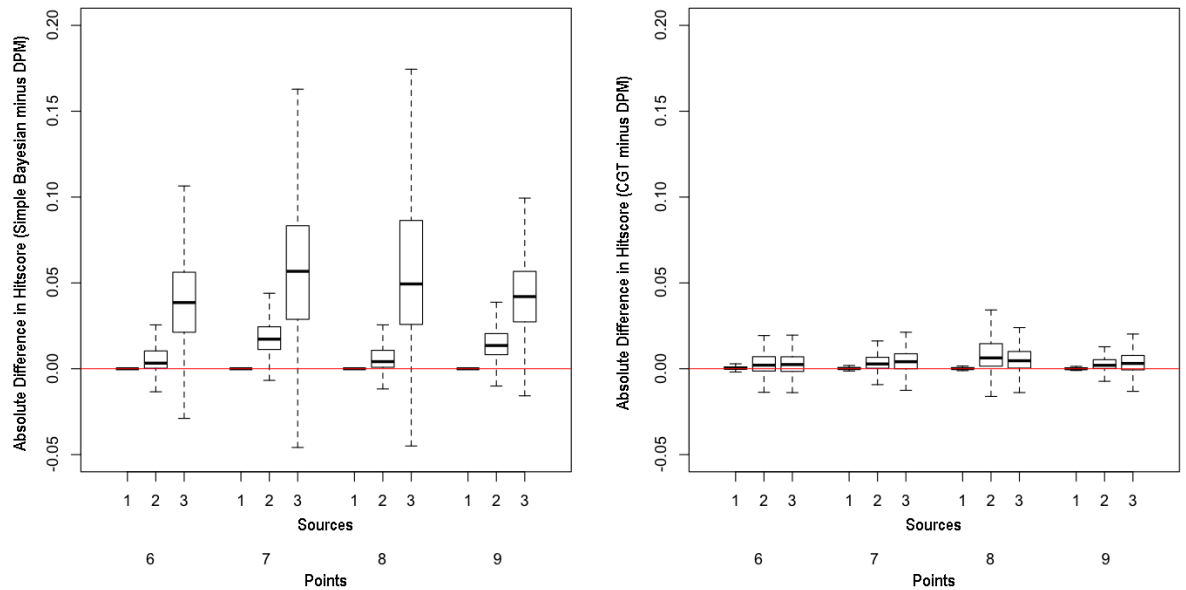 Absolute Difference in Hitscore (Simple Bayesian minus DPM)
0.20
0.15
0.10
0.05
0.00
-0.05
1 2 3 1 2 3 1 2 3 1 2 3
Sources
6 7 8 9
Points
Absolute Difference in Hitscore (CGT minus DPM)
0.20
0.15
0.10
0.05
0.00
-0.05
1 2 3 1 2 3 1 2 3 1 2 3
Sources
6 7 8 9
Points